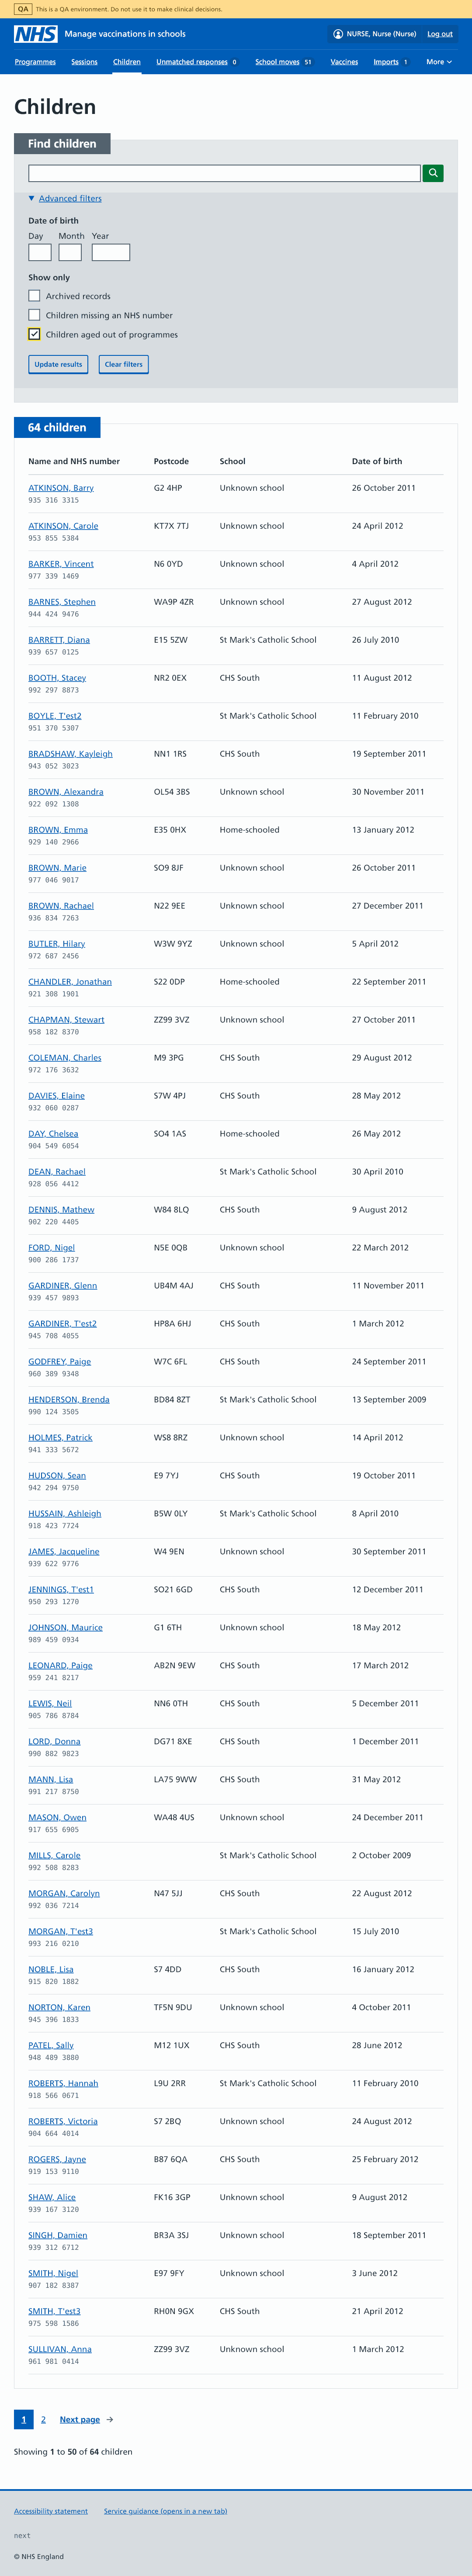 QA This is a QA environment. Do not use it to make clinical decisions.
NHS Manage vaccinations in schools NURSE, Nurse (Nurse) Log out
Programmes Sessions Children Unmatched responses 0 School moves 51 Vaccines Imports 1 More
Children
Find children
Advanced filters
Date of birth
Day Month Year
Show only
Archived records
Children missing an NHS number
Children aged out of programmes
Update results Clear filters
64 children
Name and NHS number Postcode School Date of birth
ATKINSON, Barry G2 4HP Unknown school 26 October 2011
935 316 3315
ATKINSON, Carole KT7X 7TJ Unknown school 24 April 2012
953 855 5384
BARKER, Vincent N6 0YD Unknown school 4 April 2012
977 339 1469
BARNES, Stephen WA9P 4ZR Unknown school 27 August 2012
944 424 9476
BARRETT, Diana E15 5ZW St Mark's Catholic School 26 July 2010
939 657 0125
BOOTH, Stacey NR2 0EX CHS South 11 August 2012
992 297 8873
BOYLE, T'est2 St Mark's Catholic School 11 February 2010
951 370 5307
BRADSHAW, Kayleigh NN1 1RS CHS South 19 September 2011
943 052 3023
BROWN, Alexandra OL54 3BS Unknown school 30 November 2011
922 092 1308
BROWN, Emma E35 0HX Home-schooled 13 January 2012
929 140 2966
BROWN, Marie SO9 8JF Unknown school 26 October 2011
977 046 9017
BROWN, Rachael N22 9EE Unknown school 27 December 2011
936 834 7263
BUTLER, Hilary W3W 9YZ Unknown school 5 April 2012
972 687 2456
CHANDLER, Jonathan S22 0DP Home-schooled 22 September 2011
921 308 1901
CHAPMAN, Stewart ZZ99 3VZ Unknown school 27 October 2011
958 182 8370
COLEMAN, Charles M9 3PG CHS South 29 August 2012
972 176 3632
DAVIES, Elaine S7W 4PJ CHS South 28 May 2012
932 060 0287
DAY, Chelsea SO4 1AS Home-schooled 26 May 2012
904 549 6054
DEAN, Rachael St Mark's Catholic School 30 April 2010
928 056 4412
DENNIS, Mathew W84 8LQ CHS South 9 August 2012
902 220 4405
FORD, Nigel N5E 0QB Unknown school 22 March 2012
900 286 1737
GARDINER, Glenn UB4M 4AJ CHS South 11 November 2011
939 457 9893
GARDINER, T'est2 HP8A 6HJ CHS South 1 March 2012
945 708 4055
GODFREY, Paige W7C 6FL CHS South 24 September 2011
960 389 9348
HENDERSON, Brenda BD84 8ZT St Mark's Catholic School 13 September 2009
990 124 3505
HOLMES, Patrick WS8 8RZ Unknown school 14 April 2012
941 333 5672
HUDSON, Sean E9 7YJ CHS South 19 October 2011
942 294 9750
HUSSAIN, Ashleigh B5W 0LY St Mark's Catholic School 8 April 2010
918 423 7724
JAMES, Jacqueline W4 9EN Unknown school 30 September 2011
939 622 9776
JENNINGS, T'est1 SO21 6GD CHS South 12 December 2011
950 293 1270
JOHNSON, Maurice G1 6TH Unknown school 18 May 2012
989 459 0934
LEONARD, Paige AB2N 9EW CHS South 17 March 2012
959 241 8217
LEWIS, Neil NN6 0TH CHS South 5 December 2011
905 786 8784
LORD, Donna DG71 8XE CHS South 1 December 2011
990 882 9823
MANN, Lisa LA75 9WW CHS South 31 May 2012
991 217 8750
MASON, Owen WA48 4US Unknown school 24 December 2011
917 655 6905
MILLS, Carole St Mark's Catholic School 2 October 2009
992 508 8283
MORGAN, Carolyn N47 5JJ CHS South 22 August 2012
992 036 7214
MORGAN, T'est3 St Mark's Catholic School 15 July 2010
993 216 0210
NOBLE, Lisa S7 4DD CHS South 16 January 2012
915 820 1882
NORTON, Karen TF5N 9DU Unknown school 4 October 2011
945 396 1833
PATEL, Sally M12 1UX CHS South 28 June 2012
948 489 3880
ROBERTS, Hannah L9U 2RR St Mark's Catholic School 11 February 2010
918 566 0671
ROBERTS, Victoria S7 2BQ Unknown school 24 August 2012
904 664 4014
ROGERS, Jayne B87 6QA CHS South 25 February 2012
919 153 9110
SHAW, Alice FK16 3GP Unknown school 9 August 2012
939 167 3120
SINGH, Damien BR3A 3SJ Unknown school 18 September 2011
939 312 6712
SMITH, Nigel E97 9FY Unknown school 3 June 2012
907 182 8387
SMITH, T'est3 RH0N 9GX CHS South 21 April 2012
975 598 1586
SULLIVAN, Anna ZZ99 3VZ Unknown school 1 March 2012
961 981 0414
1 2 Next page
Showing 1 to 50 of 64 children
Accessibility statement Service guidance (opens in a new tab)
next
© NHS England